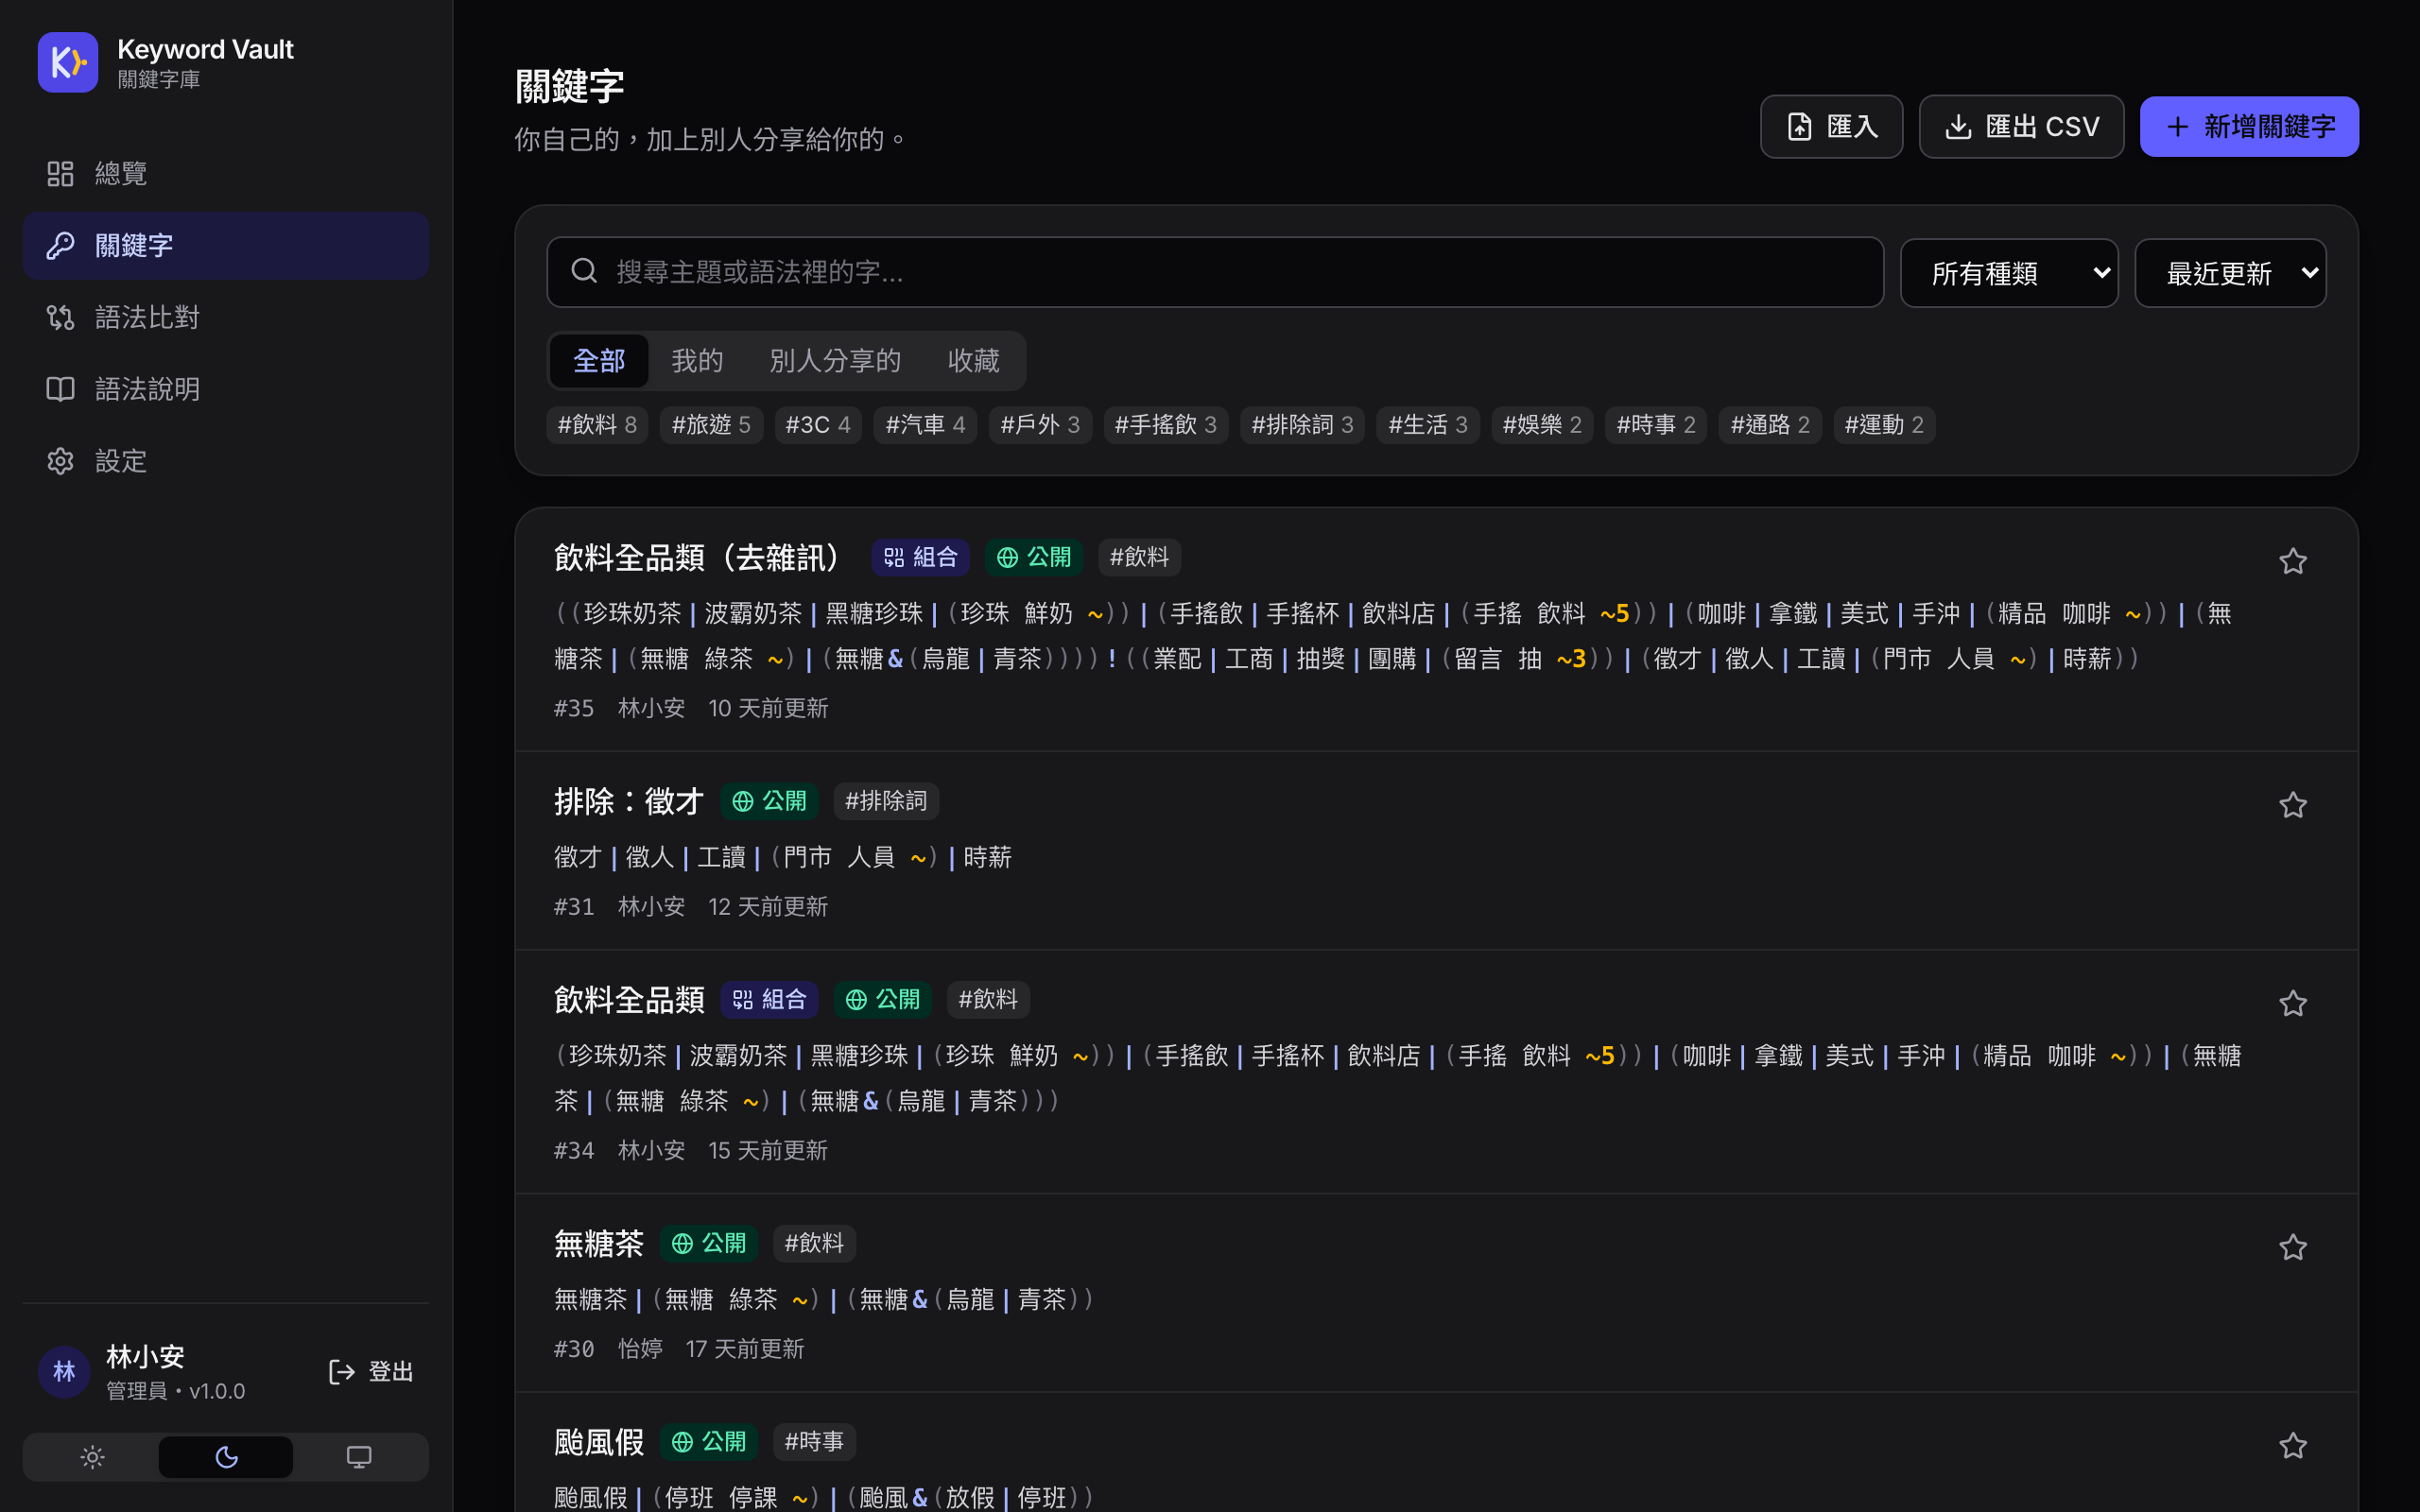 Keyword Vault
關鍵字庫
總覽
關鍵字
語法比對
語法說明
設定
林
林小安
管理員・v1.0.0
登出
關鍵字
你自己的，加上別人分享給你的。
匯入
匯出 CSV
新增關鍵字
搜尋主題或語法裡的字...
所有種類
最近更新
全部 我的 別人分享的 收藏
#飲料 8 #旅遊 5 #3C 4 #汽車 4 #戶外 3 #手搖飲 3 #排除詞 3 #生活 3 #娛樂 2 #時事 2 #通路 2 #運動 2
飲料全品類（去雜訊） 組合 公開 #飲料
((珍珠奶茶|波霸奶茶|黑糖珍珠|(珍珠 鮮奶 ~))|(手搖飲|手搖杯|飲料店|(手搖 飲料 ~5))|(咖啡|拿鐵|美式|手沖|(精品 咖啡 ~))|(無
糖茶|(無糖 綠茶 ~)|(無糖&(烏龍|青茶))))!((業配|工商|抽獎|團購|(留言 抽 ~3))|(徵才|徵人|工讀|(門市 人員 ~)|時薪))
#35 林小安 10 天前更新
排除：徵才 公開 #排除詞
徵才|徵人|工讀|(門市 人員 ~)|時薪
#31 林小安 12 天前更新
飲料全品類 組合 公開 #飲料
(珍珠奶茶|波霸奶茶|黑糖珍珠|(珍珠 鮮奶 ~))|(手搖飲|手搖杯|飲料店|(手搖 飲料 ~5))|(咖啡|拿鐵|美式|手沖|(精品 咖啡 ~))|(無糖
茶|(無糖 綠茶 ~)|(無糖&(烏龍|青茶)))
#34 林小安 15 天前更新
無糖茶 公開 #飲料
無糖茶|(無糖 綠茶 ~)|(無糖&(烏龍|青茶))
#30 怡婷 17 天前更新
颱風假 公開 #時事
颱風假|(停班 停課 ~)|(颱風&(放假|停班))